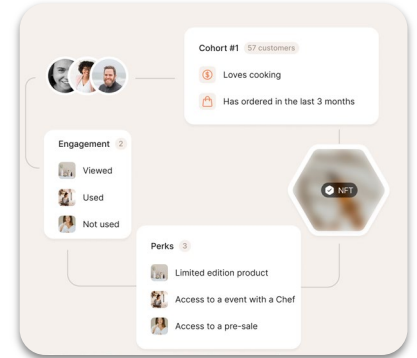 Cohort #1 57 customers
Loves cooking
Has ordered in the last 3 months
Engagement 2
Viewed
Used
Not used
NFT
Perks 3
Limited edition product
Access to a event with a Chef
Access to a pre-sale